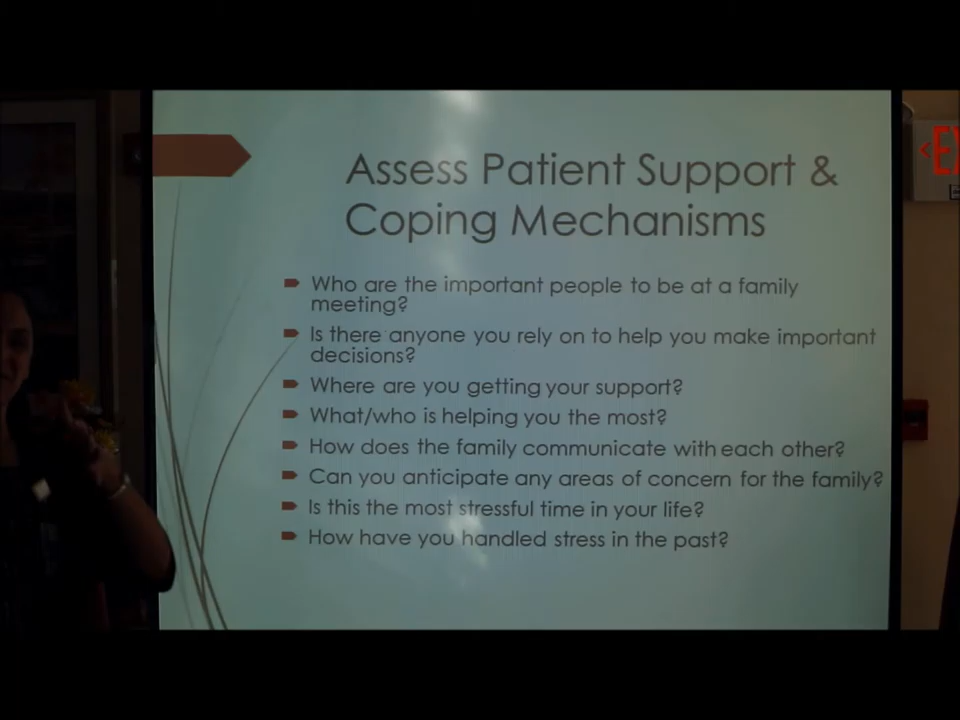 Assess Patient Support &
Coping Mechanisms
Who are the important people to be at a family
meeting?
Is there anyone you rely on to help you make important
decisions?
Where are you getting your support?
What/who is helping you the most?
How does the family communicate with each other?
Can you anticipate any areas of concern for the family?
Is this the most stressful time in your life?
How have you handled stress in the past?